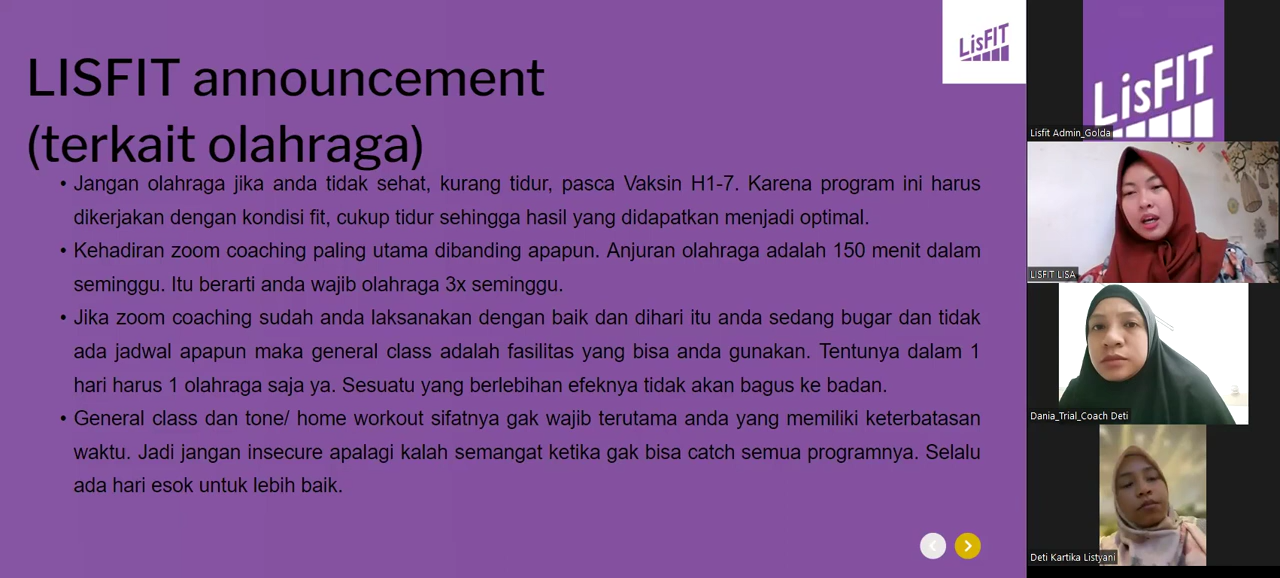 LISFIT announcement
(terkait olahraga)
• Jangan olahraga jika anda tidak sehat, kurang tidur, pasca Vaksin H1-7. Karena program ini harus
dikerjakan dengan kondisi fit, cukup tidur sehingga hasil yang didapatkan menjadi optimal.
• Kehadiran zoom coaching paling utama dibanding apapun. Anjuran olahraga adalah 150 menit dalam
seminggu. Itu berarti anda wajib olahraga 3x seminggu.
• Jika zoom coaching sudah anda laksanakan dengan baik dan dihari itu anda sedang bugar dan tidak
ada jadwal apapun maka general class adalah fasilitas yang bisa anda gunakan. Tentunya dalam 1
hari harus 1 olahraga saja ya. Sesuatu yang berlebihan efeknya tidak akan bagus ke badan.
• General class dan tone/ home workout sifatnya gak wajib terutama anda yang memiliki keterbatasan
waktu. Jadi jangan insecure apalagi kalah semangat ketika gak bisa catch semua programnya. Selalu
ada hari esok untuk lebih baik.
LisFIT
LisFIT
Lisfit Admin_Golda
LISFIT LISA
Dania_Trial_Coach Deti
Deti Kartika Listyani